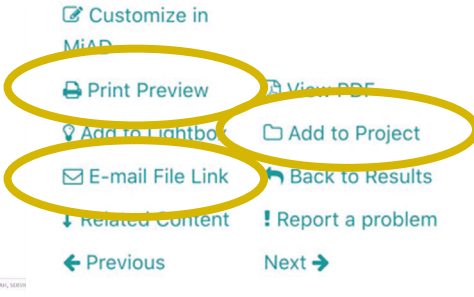 Customize in
MiAD
Print Preview
View PDF
Add to Lightbox
Add to Project
E-mail File Link
Back to Results
Related Content
! Report a problem
Previous
Next